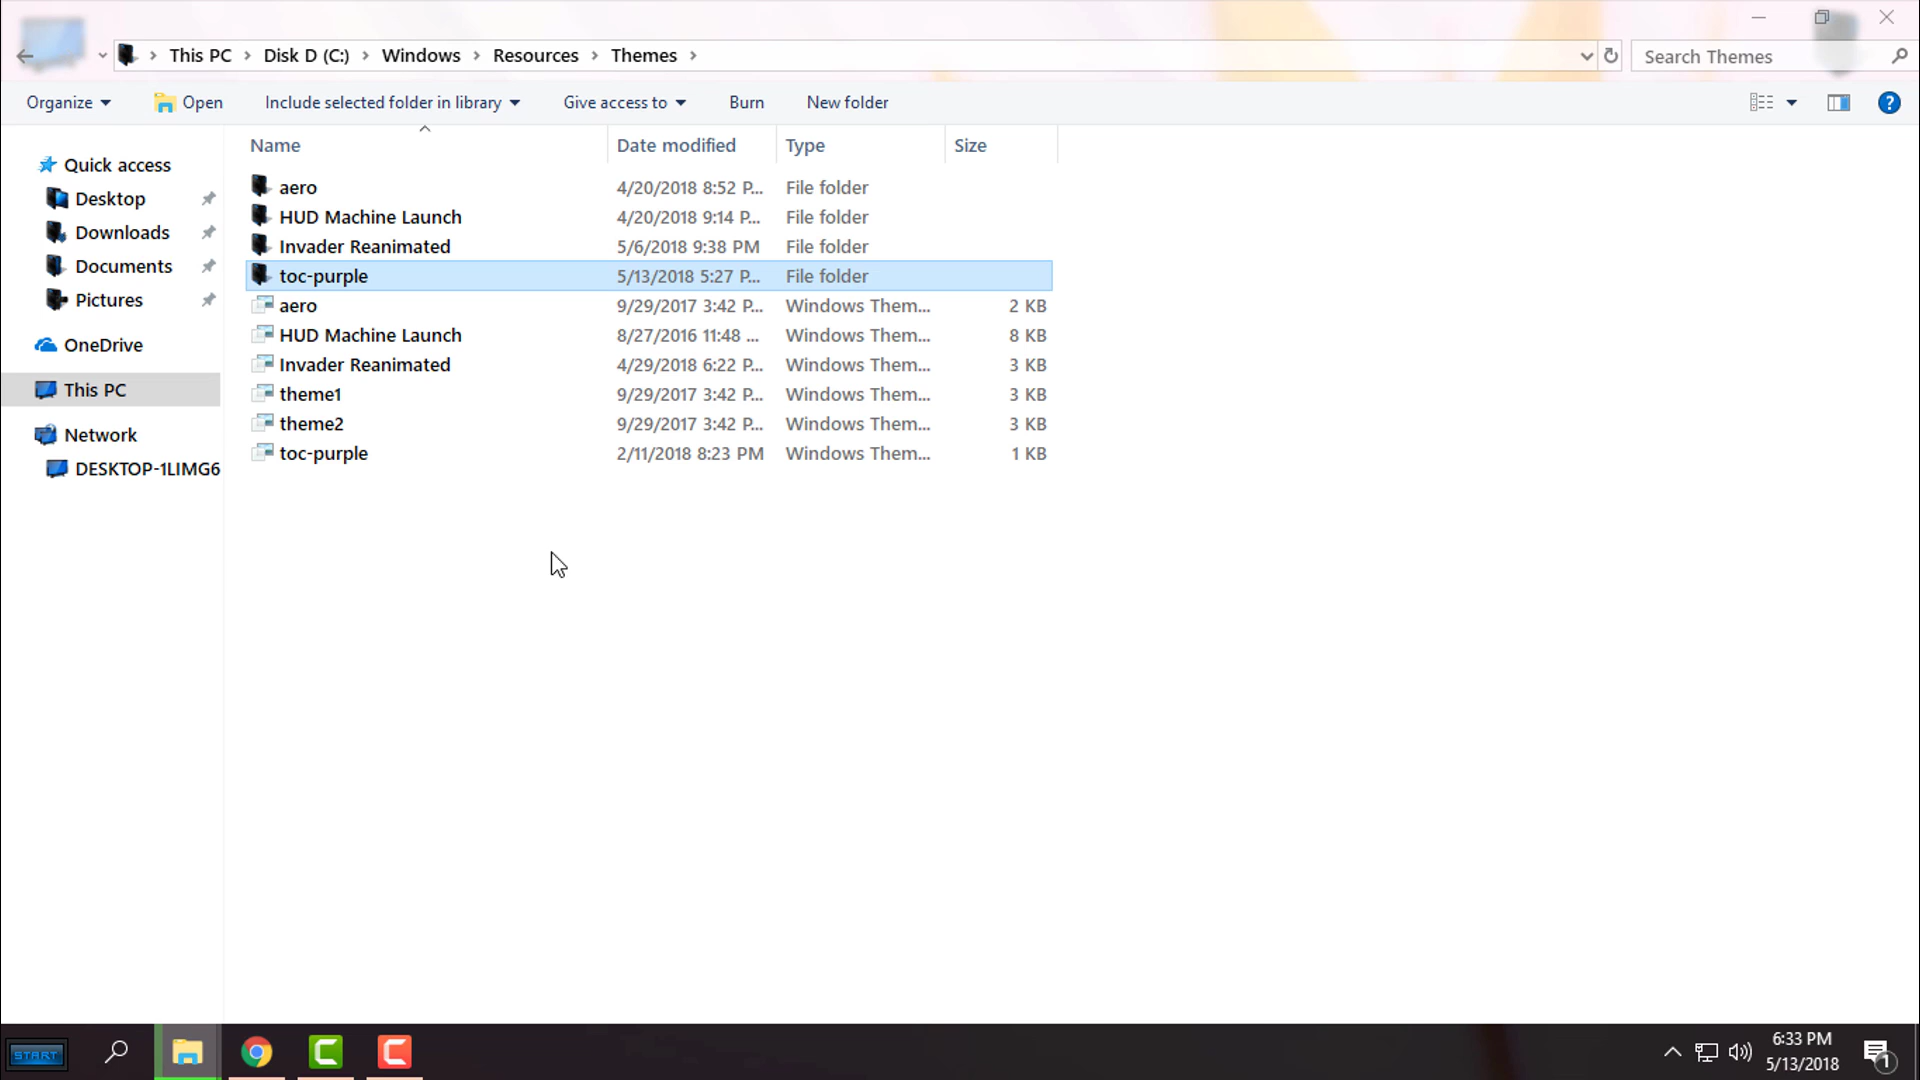 This PC > Disk D (C:) > Windows > Resources > Themes >
Search Themes
Organize Open Include selected folder in library Give access to Burn New folder ?
Name Date modified Type Size
Quick access
Desktop
Downloads
Documents
Pictures
OneDrive
This PC
Network
DESKTOP-1LIMG6
aero 4/20/2018 8:52 P... File folder
HUD Machine Launch 4/20/2018 9:14 P... File folder
Invader Reanimated 5/6/2018 9:38 PM File folder
toc-purple 5/13/2018 5:27 P... File folder
aero 9/29/2017 3:42 P... Windows Them... 2 KB
HUD Machine Launch 8/27/2016 11:48 ... Windows Them... 8 KB
Invader Reanimated 4/29/2018 6:22 P... Windows Them... 3 KB
theme1 9/29/2017 3:42 P... Windows Them... 3 KB
theme2 9/29/2017 3:42 P... Windows Them... 3 KB
toc-purple 2/11/2018 8:23 PM Windows Them... 1 KB
START
6:33 PM
5/13/2018
1